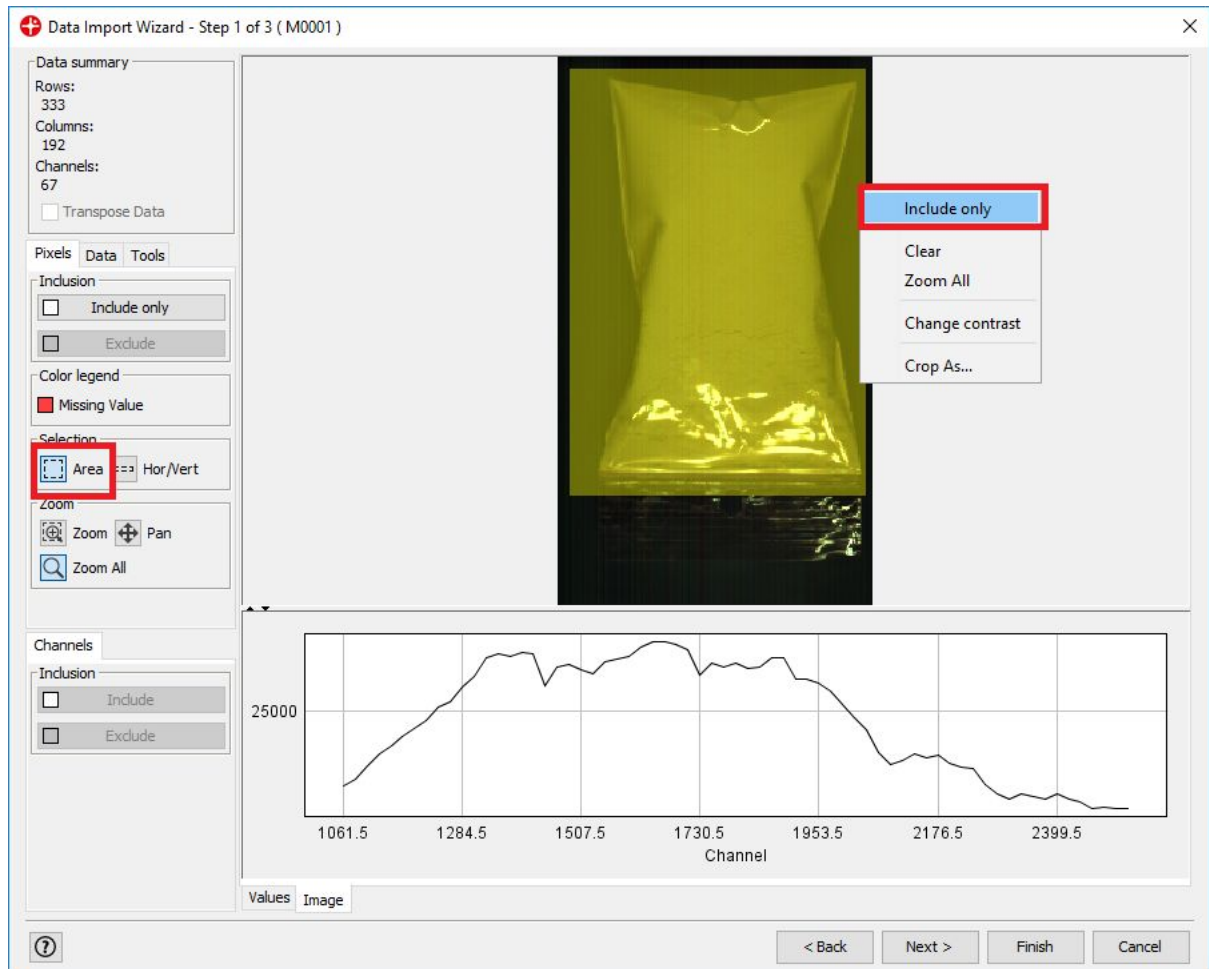 Data Import Wizard - Step 1 of 3 ( M0001 )
Data summary
Rows:
333
Columns:
192
Channels:
67
Transpose Data
Pixels Data Tools
Inclusion
Include only
Exclude
Color legend
Missing Value
Selection
Area Hor/Vert
Zoom
Zoom Pan
Zoom All
Channels
Inclusion
Include
Exclude
Include only
Clear
Zoom All
Change contrast
Crop As...
25000
1061.5 1284.5 1507.5 1730.5 1953.5 2176.5 2399.5
Channel
Values Image
< Back Next > Finish Cancel